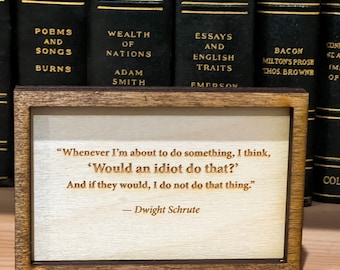 POEMS
AND
SONGS
BURNS
WEALTH
OF
NATIONS
ADAM
SMITH
ESSAYS
AND
ENGLISH
TRAITS
EMERSON
BACON
MILTON'S PROSE
THOS. BROWNE
“Whenever I’m about to do something, I think,
‘Would an idiot do that?’
And if they would, I do not do that thing.”
— Dwight Schrute